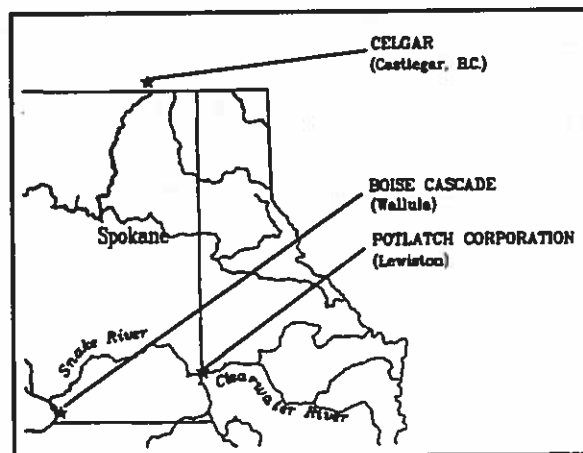 CELGAR
(Castlegar, B.C.)
BOISE CASCADE
(Wallula)
Spokane
POTLATCH CORPORATION
(Lewiston)
Snake River
Clearwater River